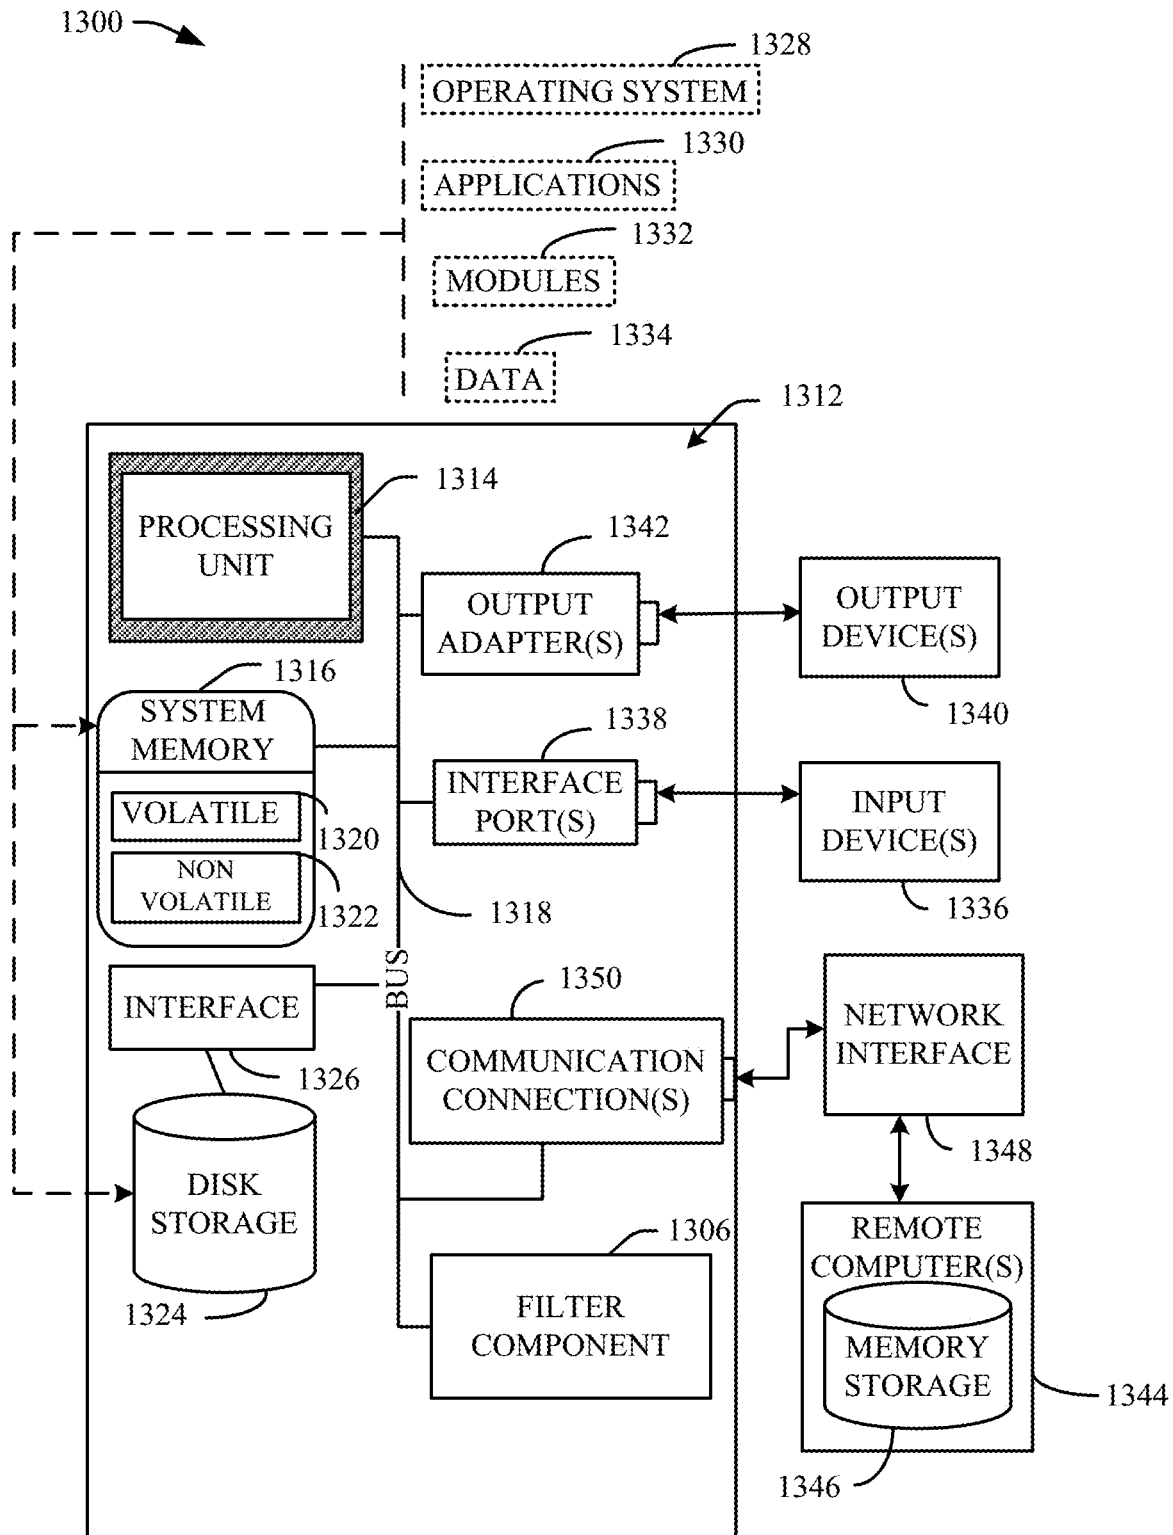 1300
1328
OPERATING SYSTEM
1330
APPLICATIONS
1332
MODULES
1334
DATA
1312
1314
PROCESSING
UNIT
1342
OUTPUT
ADAPTER(S)
OUTPUT
DEVICE(S)
1340
1316
SYSTEM
MEMORY
VOLATILE
1320
NON
VOLATILE
1322
1338
INTERFACE
PORT(S)
INPUT
DEVICE(S)
1336
1318
BUS
INTERFACE
1326
1350
COMMUNICATION
CONNECTION(S)
NETWORK
INTERFACE
1348
DISK
STORAGE
1324
1306
FILTER
COMPONENT
REMOTE
COMPUTER(S)
MEMORY
STORAGE
1344
1346